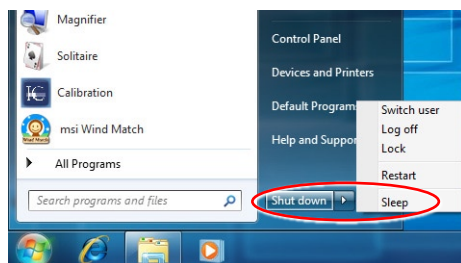 Magnifier
Solitaire
Calibration
msi Wind Match
All Programs
Search programs and files
Control Panel
Devices and Printers
Default Program
Help and Suppor
Shut down
Switch user
Log off
Lock
Restart
Sleep